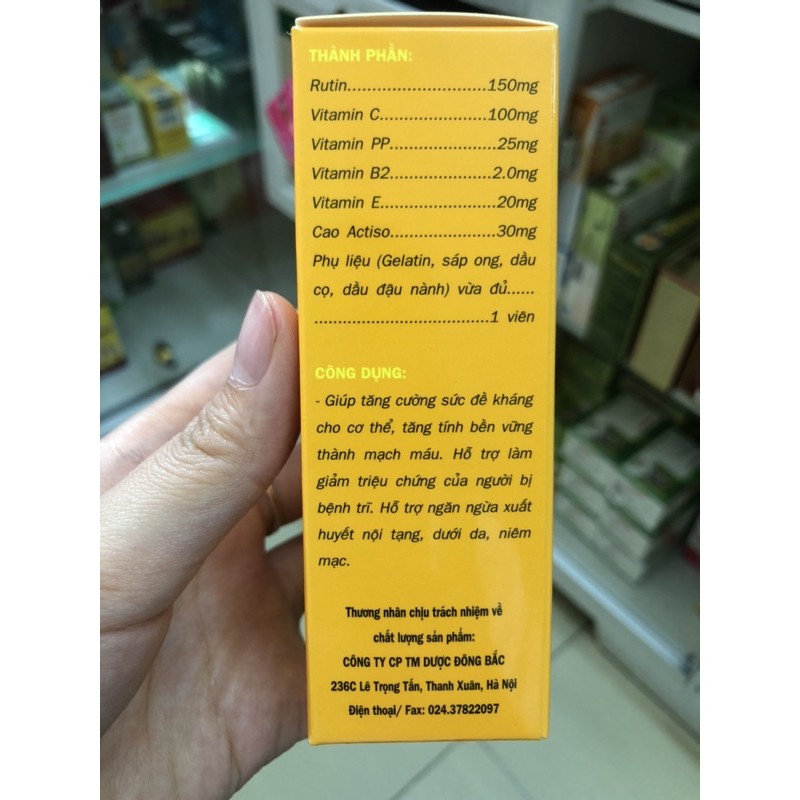 THÀNH PHẦN:
Rutin..............................150mg
Vitamin C.......................100mg
Vitamin PP.......................25mg
Vitamin B2......................2.0mg
Vitamin E.........................20mg
Cao Actiso.......................30mg
Phụ liệu (Gelatin, sáp ong, dầu
cọ, dầu đậu nành) vừa đủ......
......................................1 viên
CÔNG DỤNG:
- Giúp tăng cường sức đề kháng
cho cơ thể, tăng tính bền vững
thành mạch máu. Hỗ trợ làm
giảm triệu chứng của người bị
bệnh trĩ. Hỗ trợ ngăn ngừa xuất
huyết nội tạng, dưới da, niêm
mạc.
Thương nhân chịu trách nhiệm về
chất lượng sản phẩm:
CÔNG TY CP TM DƯỢC ĐÔNG BẮC
236C Lê Trọng Tấn, Thanh Xuân, Hà Nội
Điện thoại/ Fax: 024.37822097